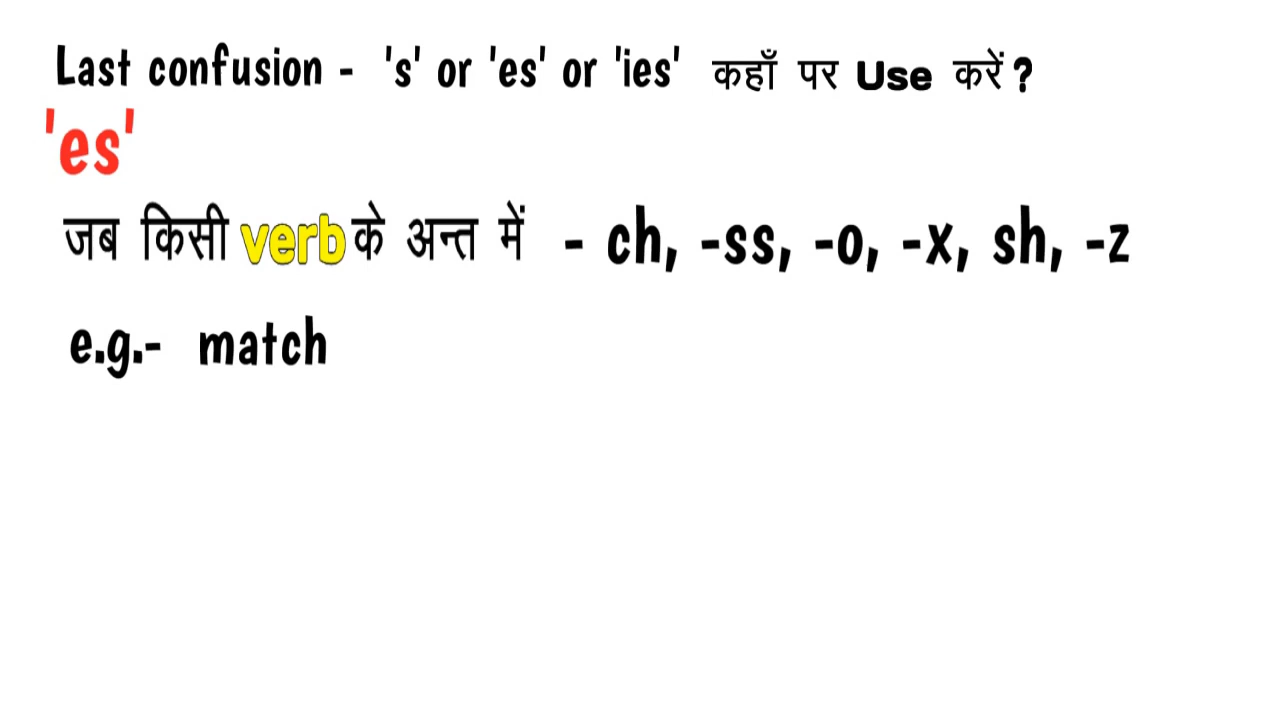 Last confusion - 's' or 'es' or 'ies' कहाँ पर Use करें ?
'es'
जब किसी verb के अन्त में - ch, -ss, -o, -x, sh, -z
e.g.- match